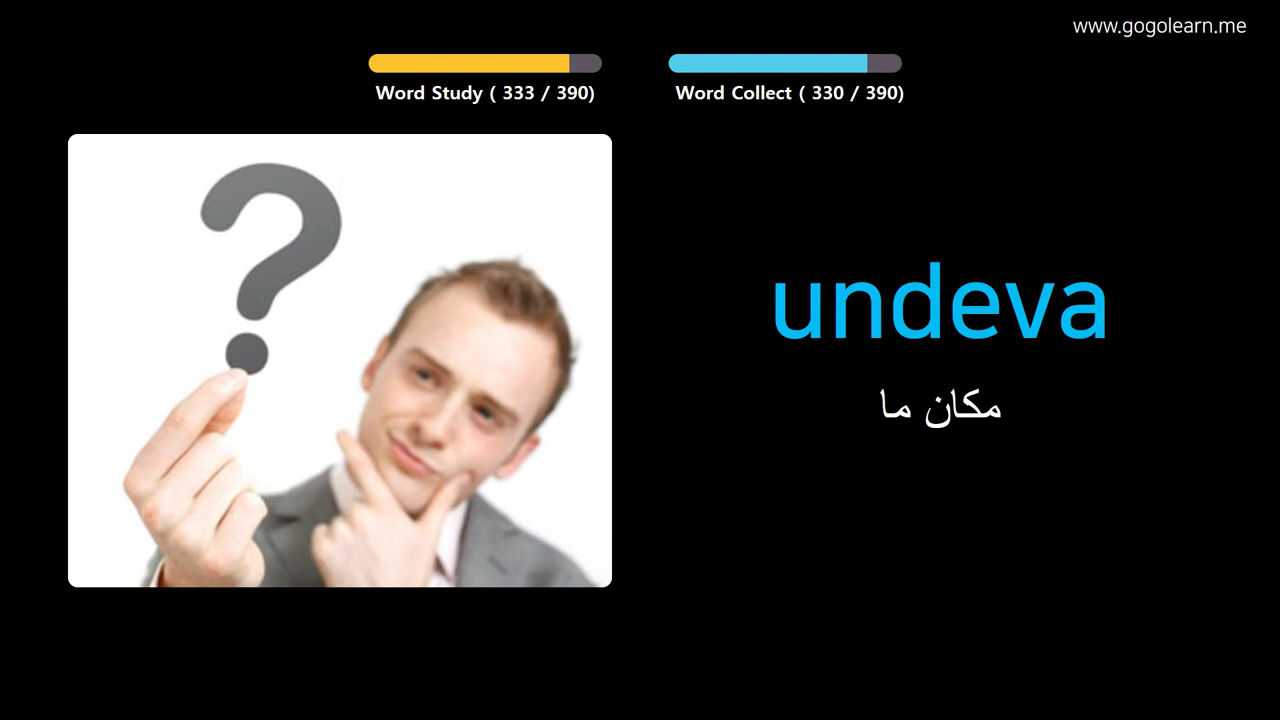 www.gogolearn.me
Word Study ( 333 / 390)
Word Collect ( 330 / 390)
undeva
مكان ما